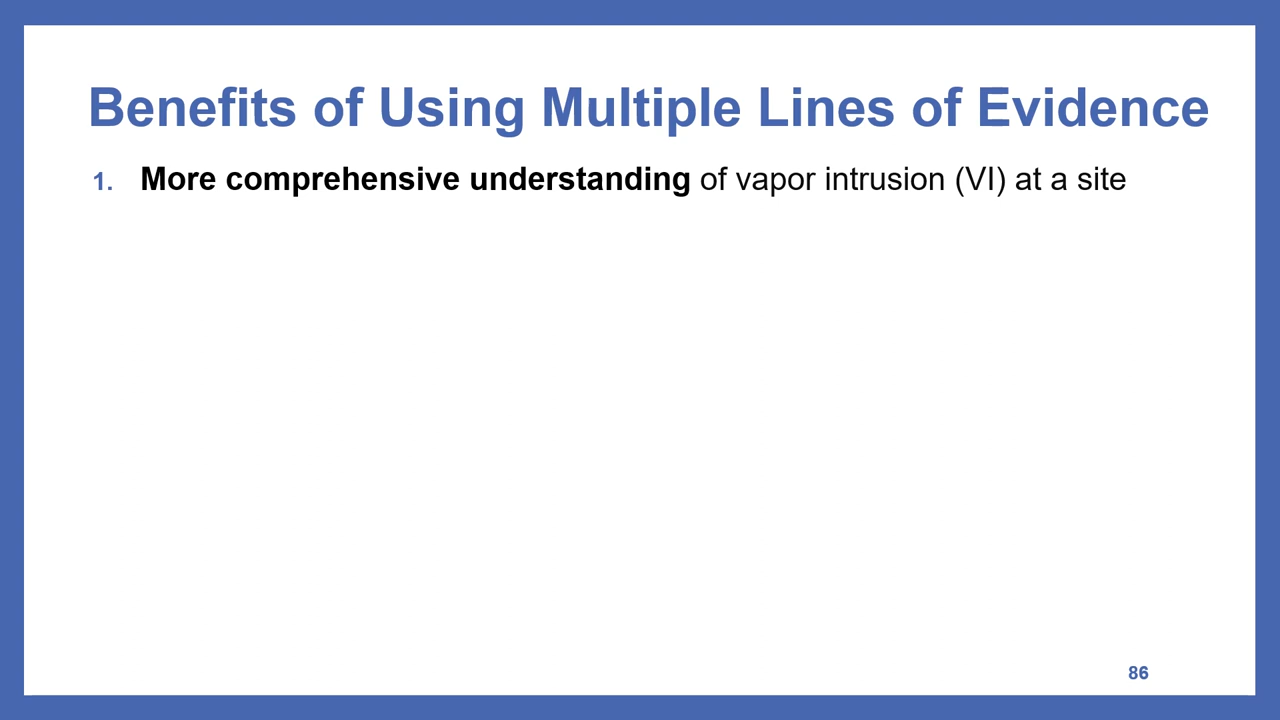 Benefits of Using Multiple Lines of Evidence
1. More comprehensive understanding of vapor intrusion (VI) at a site
86